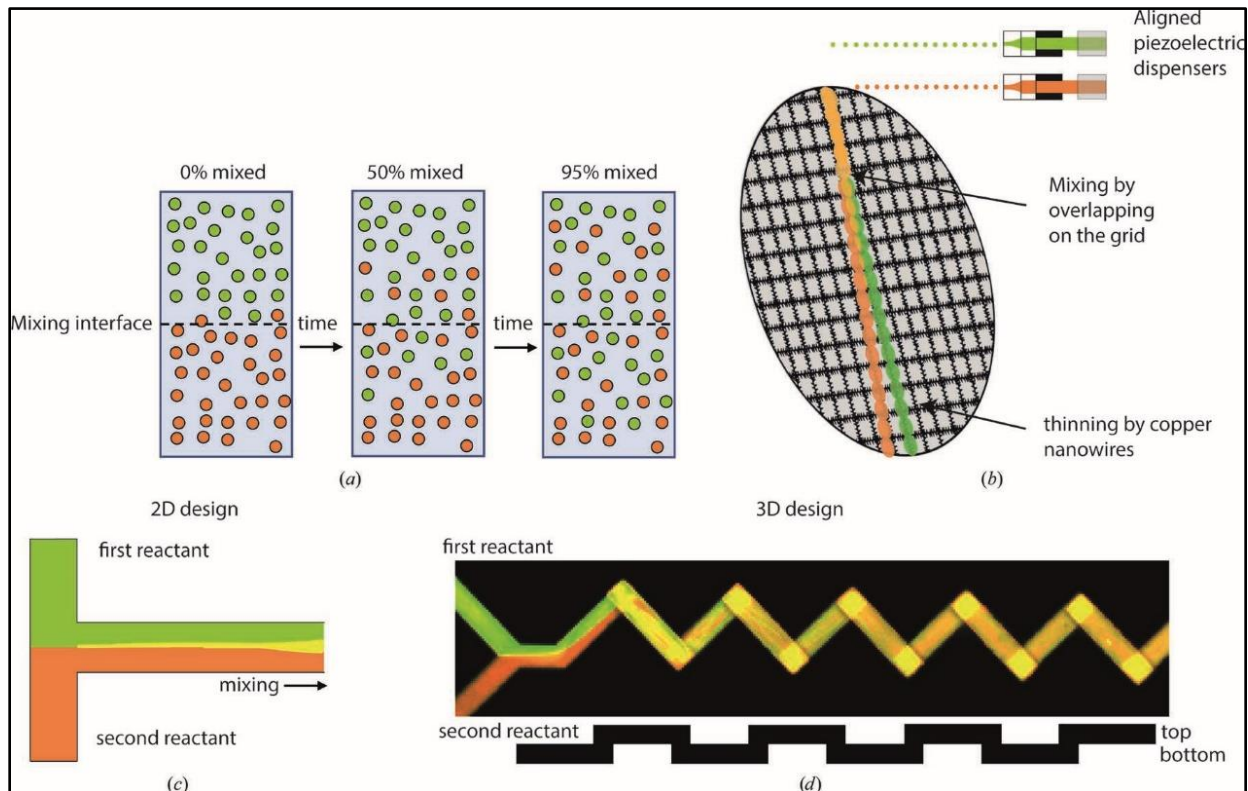 Aligned
piezoelectric
dispensers
0% mixed
50% mixed
95% mixed
Mixing interface
time
time
(a)
Mixing by
overlapping
on the grid
thinning by copper
nanowires
(b)
2D design
first reactant
mixing
second reactant
(c)
3D design
first reactant
second reactant
top
bottom
(d)